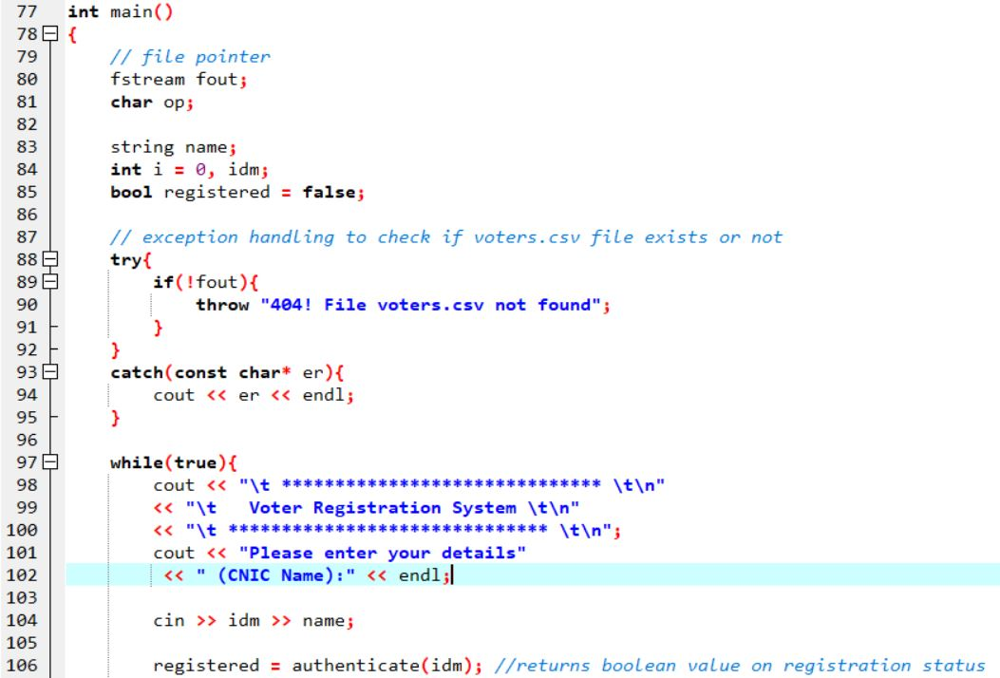 77 int main()
78 {
79 // file pointer
80 fstream fout;
81 char op;
82
83 string name;
84 int i = 0, idm;
85 bool registered = false;
86
87 // exception handling to check if voters.csv file exists or not
88 try{
89 if(!fout){
90 throw "404! File voters.csv not found";
91 }
92 }
93 catch(const char* er){
94 cout << er << endl;
95 }
96
97 while(true){
98 cout << "\t ****************************** \t\n"
99 << "\t   Voter Registration System \t\n"
100 << "\t ****************************** \t\n";
101 cout << "Please enter your details"
102 << " (CNIC Name):" << endl;
103
104 cin >> idm >> name;
105
106 registered = authenticate(idm); //returns boolean value on registration status